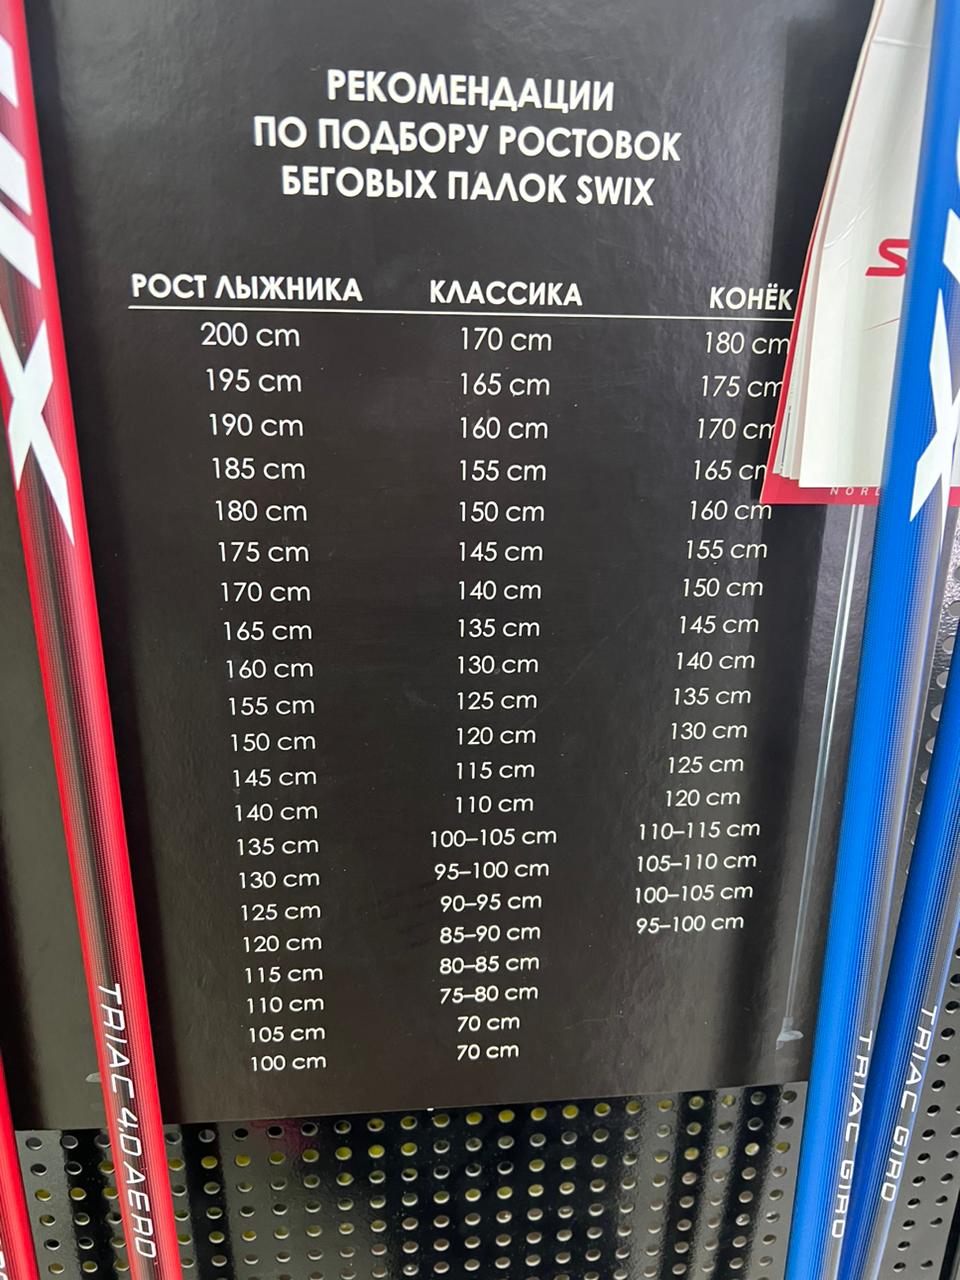 РЕКОМЕНДАЦИИ
ПО ПОДБОРУ РОСТОВОК
БЕГОВЫХ ПАЛОК SWIX
РОСТ ЛЫЖНИКА КЛАССИКА КОНЁК
200 cm 170 cm 180 cm
195 cm 165 cm 175 cm
190 cm 160 cm 170 cm
185 cm 155 cm 165 cm
180 cm 150 cm 160 cm
175 cm 145 cm 155 cm
170 cm 140 cm 150 cm
165 cm 135 cm 145 cm
160 cm 130 cm 140 cm
155 cm 125 cm 135 cm
150 cm 120 cm 130 cm
145 cm 115 cm 125 cm
140 cm 110 cm 120 cm
135 cm 100–105 cm 110–115 cm
130 cm 95–100 cm 105–110 cm
125 cm 90–95 cm 100–105 cm
120 cm 85–90 cm 95–100 cm
115 cm 80–85 cm
110 cm 75–80 cm
105 cm 70 cm
100 cm 70 cm
TRIAC 4.0 AERO
TRIAC GIRO
TRIAC GIRO